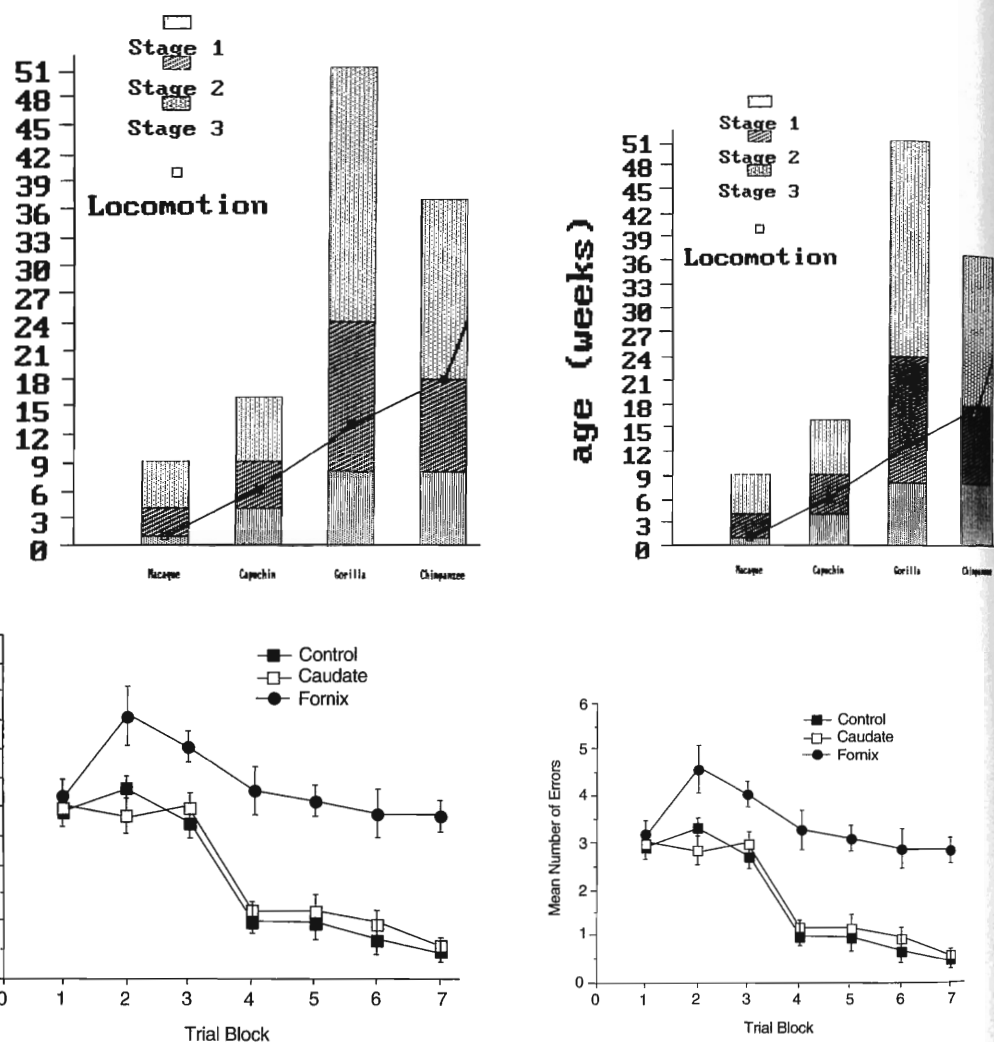 Stage 1
Stage 2
Stage 3
Locomotion
51
48
45
42
39
36
33
30
27
24
21
18
15
12
9
6
3
0
Macaque Capuchin Gorilla Chimpanzee
Stage 1
Stage 2
Stage 3
Locomotion
age (weeks)
51
48
45
42
39
36
33
30
27
24
21
18
15
12
9
6
3
0
Macaque Capuchin Gorilla
Control
Caudate
Fornix
0 1 2 3 4 5 6 7
Trial Block
Control
Caudate
Fornix
Mean Number of Errors
6
5
4
3
2
1
0
0 1 2 3 4 5 6 7
Trial Block